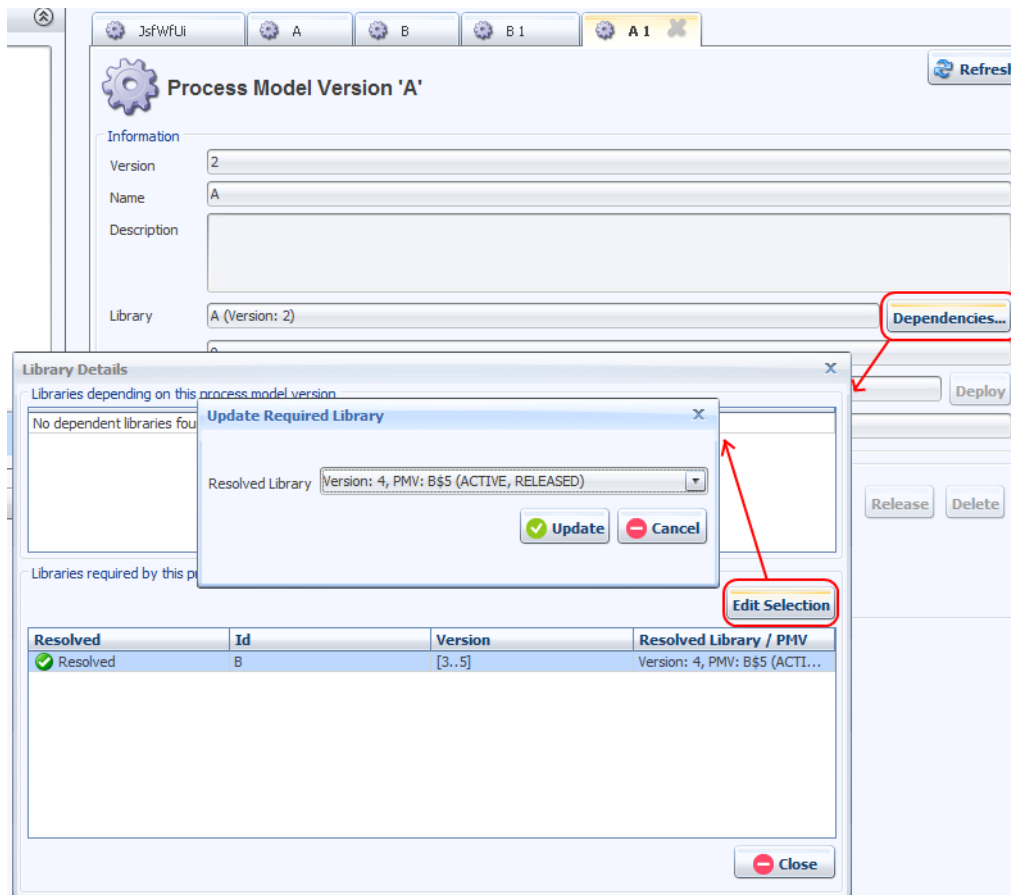 JsfWfUi
A
B
B 1
A 1
Process Model Version 'A'
Refresh
Information
Version
2
Name
A
Description
Library
A (Version: 2)
Dependencies...
Library Details
Deploy
Libraries depending on this process model version
No dependent libraries fou
Update Required Library
Resolved Library
Version: 4, PMV: B$5 (ACTIVE, RELEASED)
Update
Cancel
Release
Delete
Libraries required by this pr
Edit Selection
Resolved Id Version Resolved Library / PMV
Resolved B [3..5] Version: 4, PMV: B$5 (ACTI...
Close